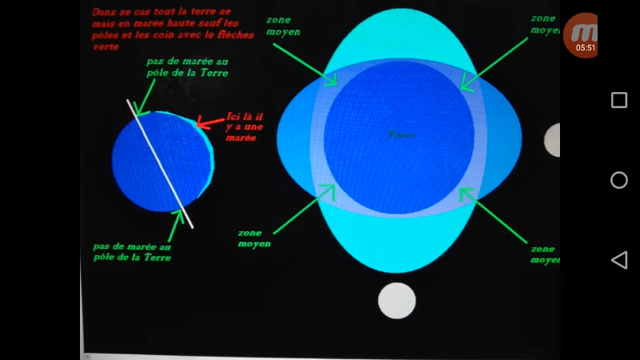 Dans se cas tout la terre se
mais en marée haute sauf les
pôles et les coin avec le flèches
verte
zone
moyen
zone
moye
pas de marée au
pôle de la Terre
Ici là il
y a une
marée
Terre
zone
moyen
pas de marée au
pôle de la Terre
zone
moyen
05:51